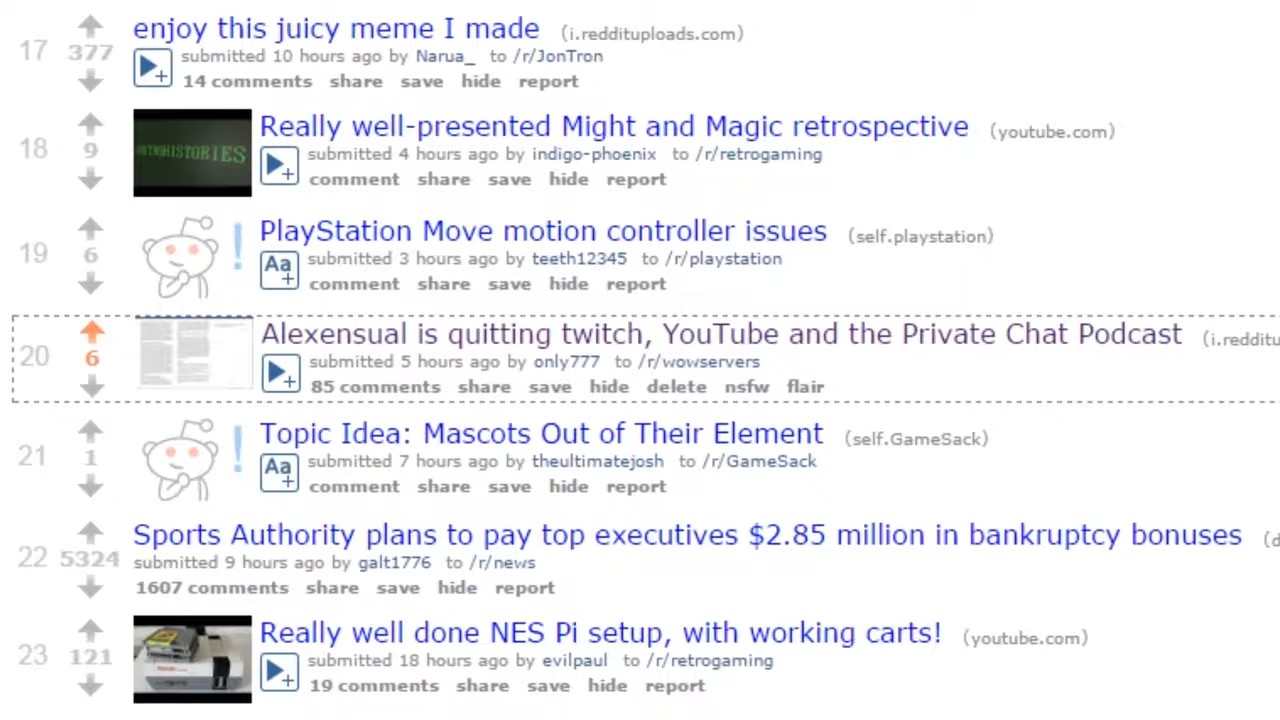 17 377 enjoy this juicy meme I made (i.reddituploads.com)
submitted 10 hours ago by Narua_ to /r/JonTron
14 comments share save hide report
18 9 Really well-presented Might and Magic retrospective (youtube.com)
submitted 4 hours ago by indigo-phoenix to /r/retrogaming
comment share save hide report
19 6 PlayStation Move motion controller issues (self.playstation)
Aa submitted 3 hours ago by teeth12345 to /r/playstation
comment share save hide report
20 6 Alexensual is quitting twitch, YouTube and the Private Chat Podcast (i.redditu
submitted 5 hours ago by only777 to /r/wowservers
85 comments share save hide delete nsfw flair
21 1 Topic Idea: Mascots Out of Their Element (self.GameSack)
Aa submitted 7 hours ago by theultimatejosh to /r/GameSack
comment share save hide report
22 5324 Sports Authority plans to pay top executives $2.85 million in bankruptcy bonuses (d
submitted 9 hours ago by galt1776 to /r/news
1607 comments share save hide report
23 121 Really well done NES Pi setup, with working carts! (youtube.com)
submitted 18 hours ago by evilpaul to /r/retrogaming
19 comments share save hide report